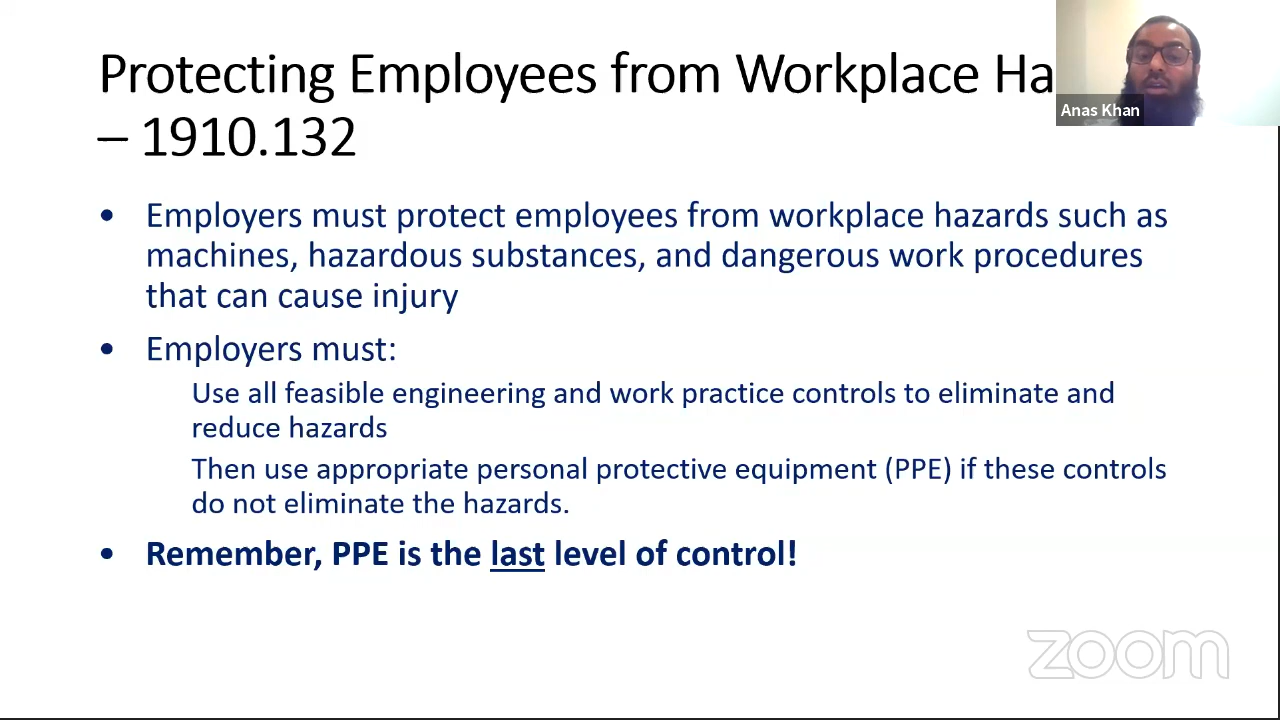 Protecting Employees from Workplace Ha
– 1910.132
Anas Khan
• Employers must protect employees from workplace hazards such as
machines, hazardous substances, and dangerous work procedures
that can cause injury
• Employers must:
Use all feasible engineering and work practice controls to eliminate and
reduce hazards
Then use appropriate personal protective equipment (PPE) if these controls
do not eliminate the hazards.
• Remember, PPE is the last level of control!
zoom